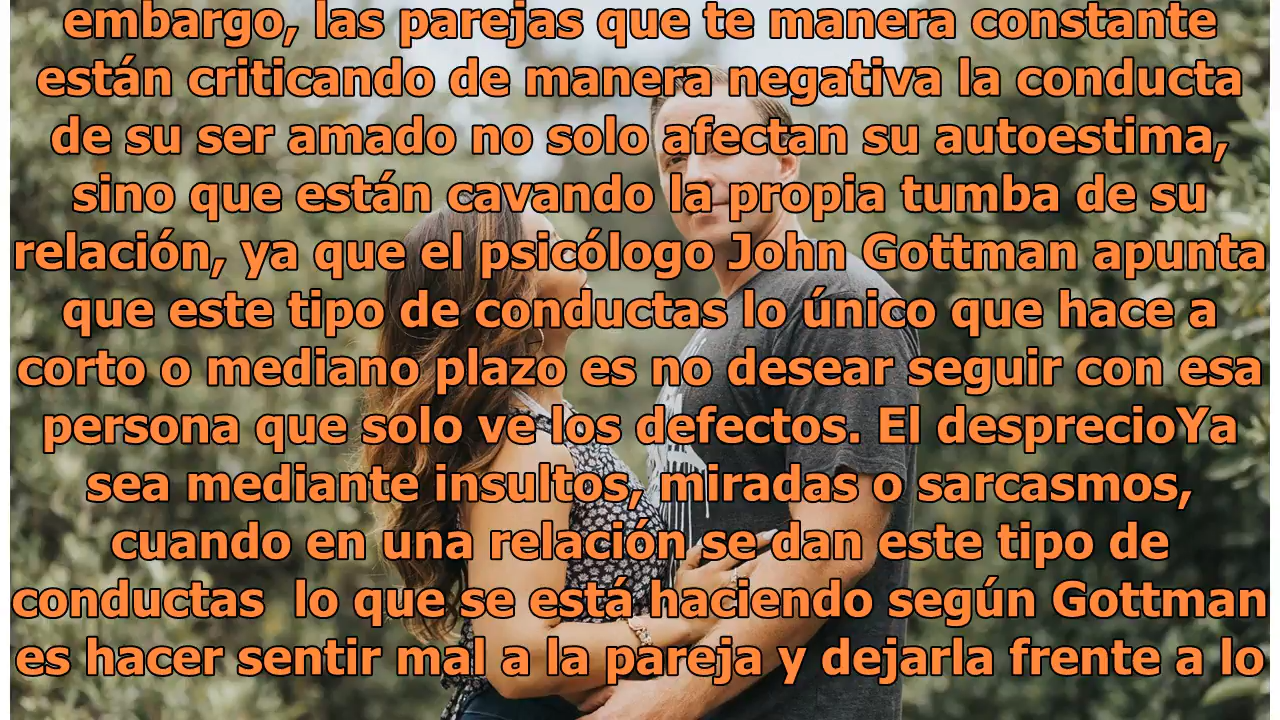 embargo, las parejas que te manera constante
están criticando de manera negativa la conducta
de su ser amado no solo afectan su autoestima,
sino que están cavando la propia tumba de su
relación, ya que el psicólogo John Gottman apunta
que este tipo de conductas lo único que hace a
corto o mediano plazo es no desear seguir con esa
persona que solo ve los defectos. El desprecioYa
sea mediante insultos, miradas o sarcasmos,
cuando en una relación se dan este tipo de
conductas  lo que se está haciendo según Gottman
es hacer sentir mal a la pareja y dejarla frente a lo